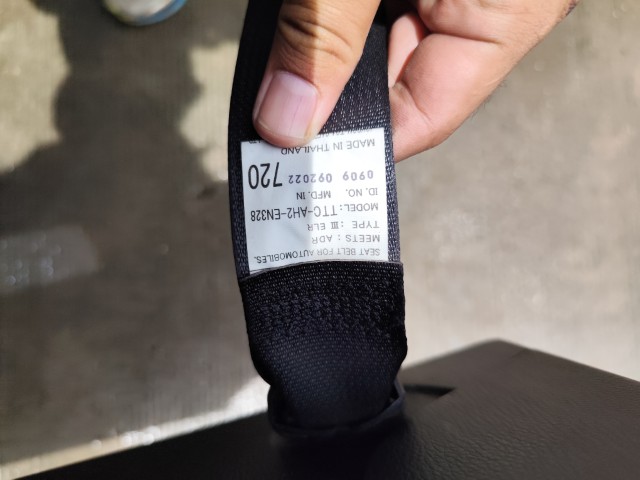 SEAT BELT FOR AUTOMOBILES.
MEETS : ADR
TYPE : III ELR
MODEL : TTC-AH2-EN328
ID. NO. MFD. IN
0909 092022 720
MADE IN THAILAND